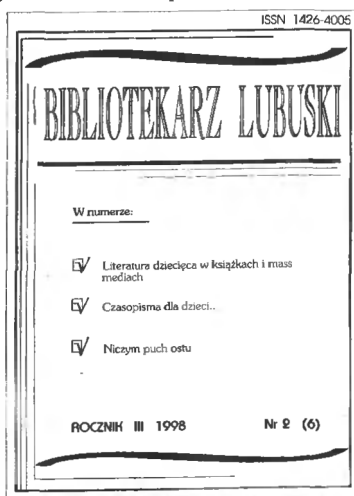 ISSN 1426-4005
BIBLIOTEKARZ LUBUSKI
W numerze:
Literatura dziecięca w książkach i mass
mediach
Czasopisma dla dzieci..
Niczym puch ostu
ROCZNIK III 1998 Nr 2 (6)